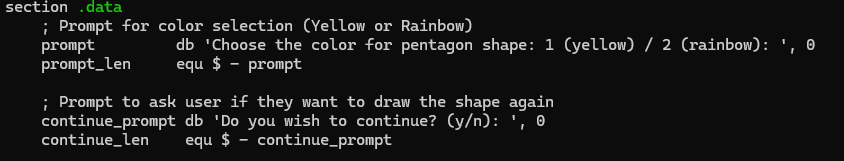 section .data
    ; Prompt for color selection (Yellow or Rainbow)
    prompt         db 'Choose the color for pentagon shape: 1 (yellow) / 2 (rainbow): ', 0
    prompt_len     equ $ - prompt

    ; Prompt to ask user if they want to draw the shape again
    continue_prompt db 'Do you wish to continue? (y/n): ', 0
    continue_len    equ $ - continue_prompt